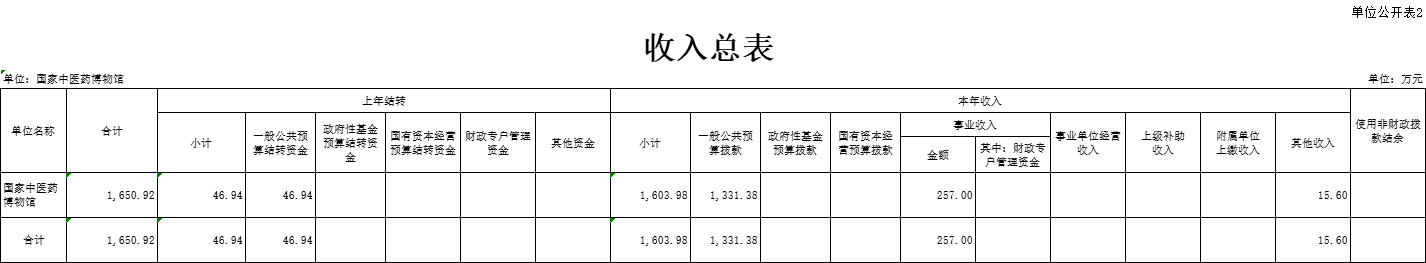 单位公开表2
收入总表
单位：国家中医药博物馆
单位：万元
单位名称
合计
上年结转
本年收入
使用非财政拨
款结余
小计
一般公共预
算结转资金
政府性基金
预算结转资
金
国有资本经营
预算结转资金
财政专户管理
资金
其他资金
小计
一般公共预
算拨款
政府性基金
预算拨款
国有资本经
营预算拨款
事业收入
金额
其中：财政专
户管理资金
事业单位经营
收入
上级补助
收入
附属单位
上缴收入
其他收入
国家中医药
博物馆
1,650.92
46.94
46.94
1,603.98
1,331.38
257.00
15.60
合计
1,650.92
46.94
46.94
1,603.98
1,331.38
257.00
15.60